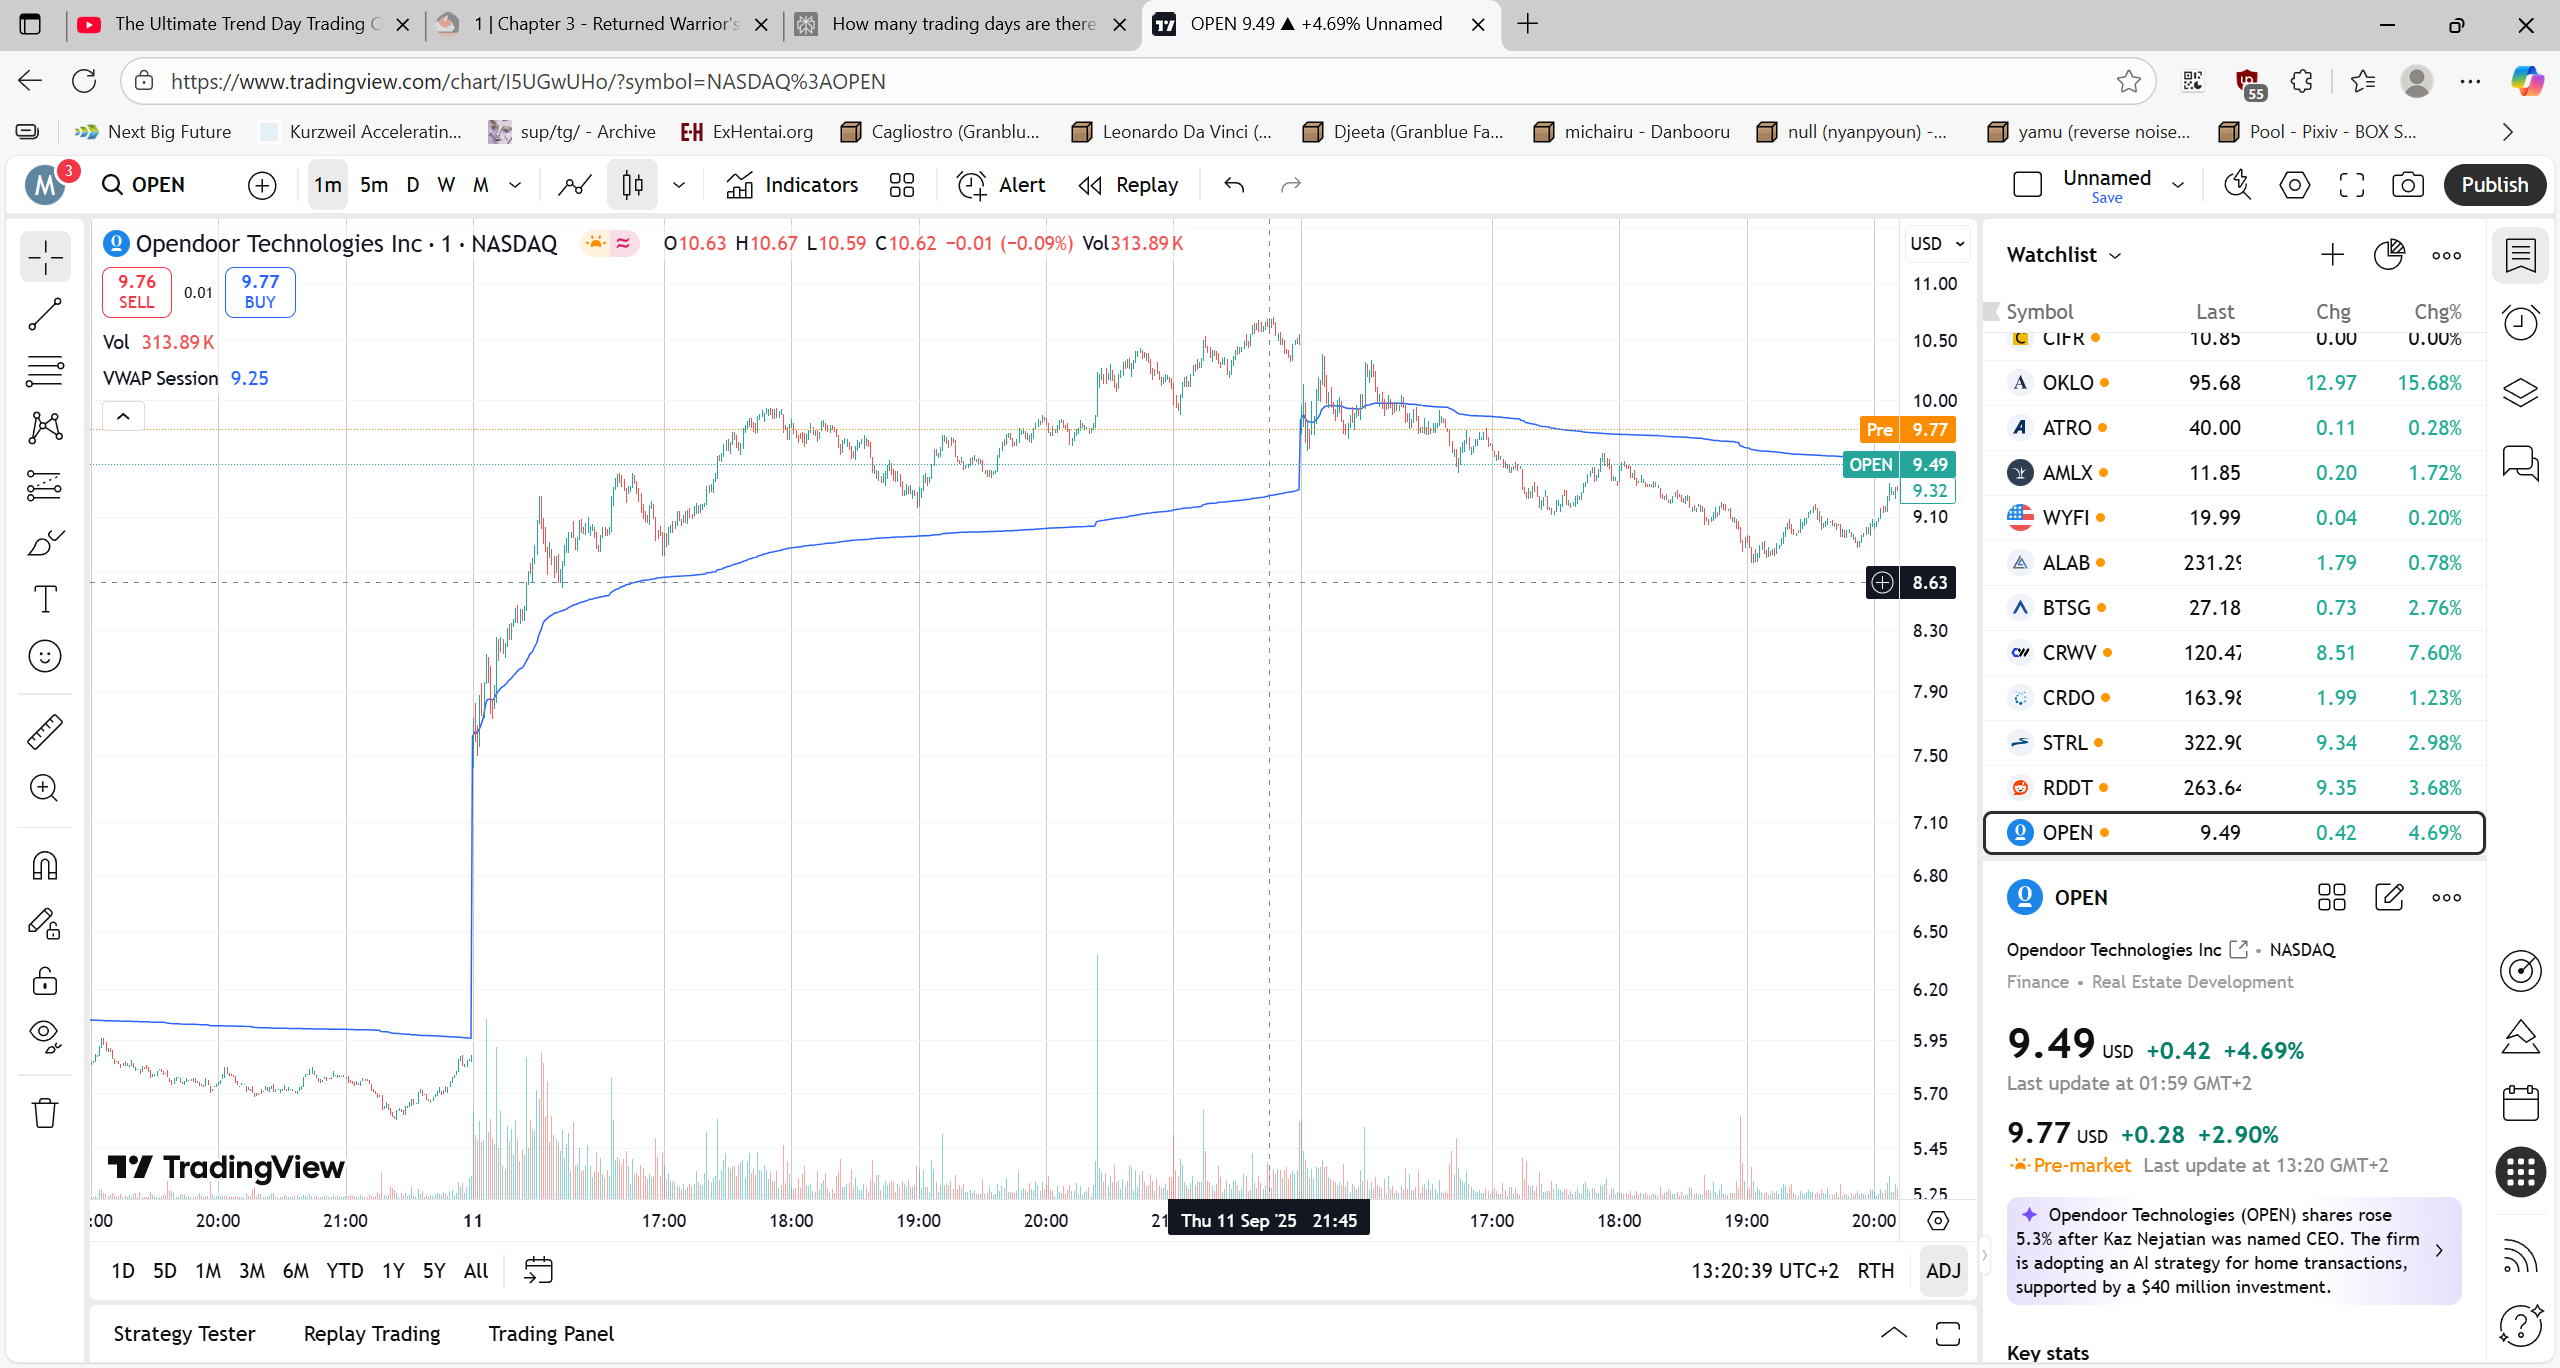 The Ultimate Trend Day Trading C
1 | Chapter 3 - Returned Warrior's
How many trading days are there
OPEN 9.49 ▲ +4.69% Unnamed
https://www.tradingview.com/chart/I5UGwUHo/?symbol=NASDAQ%3AOPEN
55
Next Big Future
Kurzweil Acceleratin...
sup/tg/ - Archive
EH ExHentai.org
Cagliostro (Granblu...
Leonardo Da Vinci (...
Djeeta (Granblue Fa...
michairu - Danbooru
null (nyanpyoun) -...
yamu (reverse noise...
Pool - Pixiv - BOX S...
M 3
OPEN
1m 5m D W M
Indicators
Alert
Replay
Unnamed
Save
Publish
Opendoor Technologies Inc · 1 · NASDAQ
O10.63 H10.67 L10.59 C10.62 −0.01 (−0.09%) Vol313.89 K
USD
9.76
SELL
0.01
9.77
BUY
Vol 313.89 K
VWAP Session 9.25
11.00
10.50
10.00
Pre 9.77
OPEN 9.49
9.32
9.10
8.63
8.30
7.90
7.50
7.10
6.80
6.50
6.20
5.95
5.70
5.45
5.25
TradingView
:00 20:00 21:00 11 17:00 18:00 19:00 20:00 21 Thu 11 Sep '25 21:45 17:00 18:00 19:00 20:00
1D 5D 1M 3M 6M YTD 1Y 5Y All
13:20:39 UTC+2 RTH ADJ
Strategy Tester
Replay Trading
Trading Panel
Watchlist
Symbol Last Chg Chg%
CIFR 10.85 0.00 0.00%
OKLO 95.68 12.97 15.68%
ATRO 40.00 0.11 0.28%
AMLX 11.85 0.20 1.72%
WYFI 19.99 0.04 0.20%
ALAB 231.29 1.79 0.78%
BTSG 27.18 0.73 2.76%
CRWV 120.47 8.51 7.60%
CRDO 163.98 1.99 1.23%
STRL 322.90 9.34 2.98%
RDDT 263.64 9.35 3.68%
OPEN 9.49 0.42 4.69%
OPEN
Opendoor Technologies Inc • NASDAQ
Finance • Real Estate Development
9.49 USD +0.42 +4.69%
Last update at 01:59 GMT+2
9.77 USD +0.28 +2.90%
Pre-market Last update at 13:20 GMT+2
Opendoor Technologies (OPEN) shares rose
5.3% after Kaz Nejatian was named CEO. The firm
is adopting an AI strategy for home transactions,
supported by a $40 million investment.
Key stats